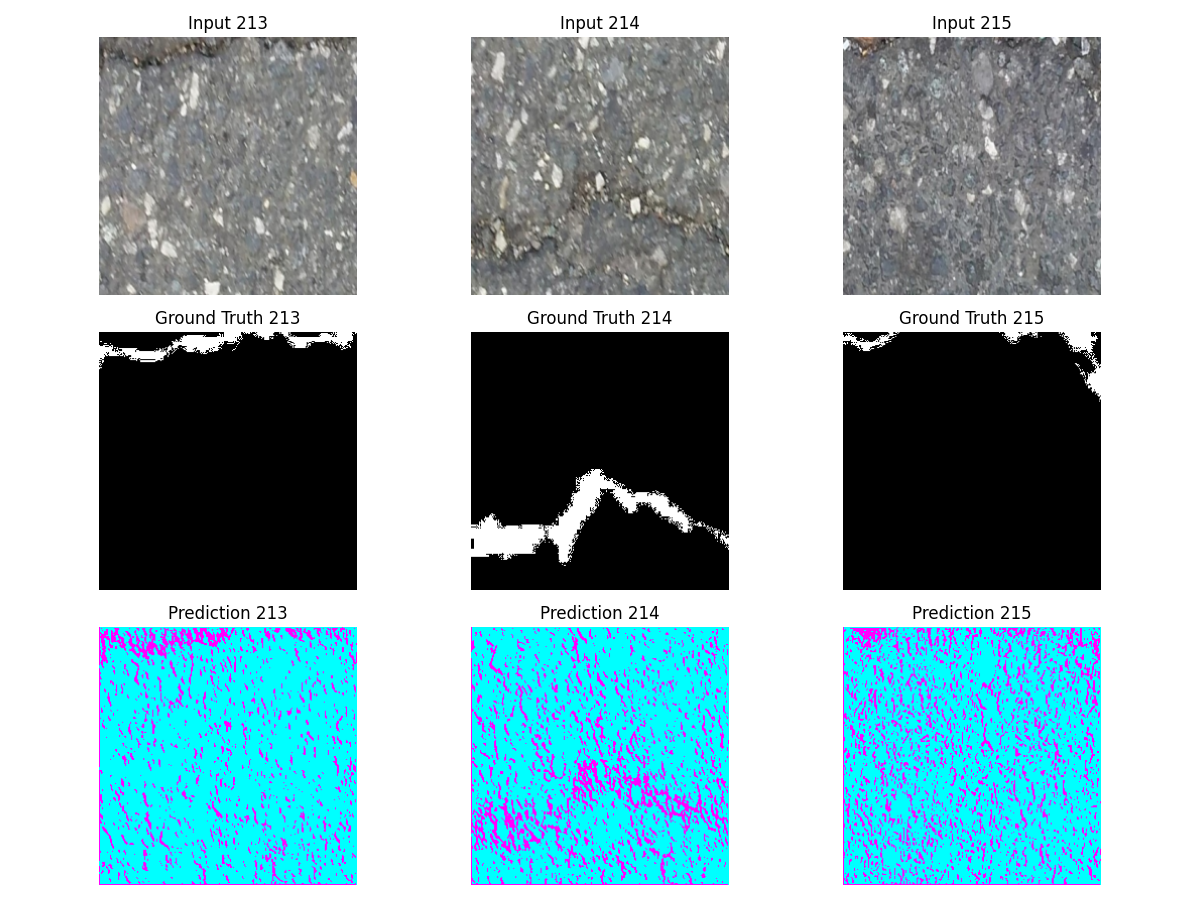 Input 213
Input 214
Input 215
Ground Truth 213
Ground Truth 214
Ground Truth 215
Prediction 213
Prediction 214
Prediction 215